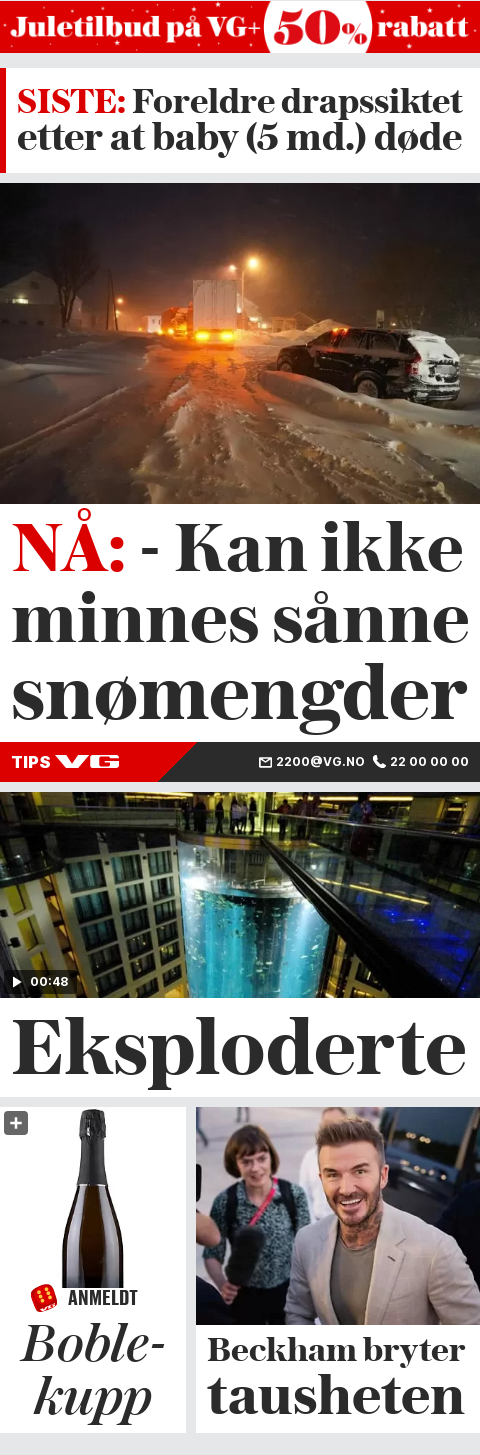 Juletilbud på VG+ 50% rabatt
SISTE: Foreldre drapssiktet
etter at baby (5 md.) døde
NÅ: - Kan ikke
minnes sånne
snømengder
TIPS VG 2200@VG.NO 22 00 00 00
00:48
Eksploderte
+
VG ANMELDT
Boble-
kupp
Beckham bryter
tausheten